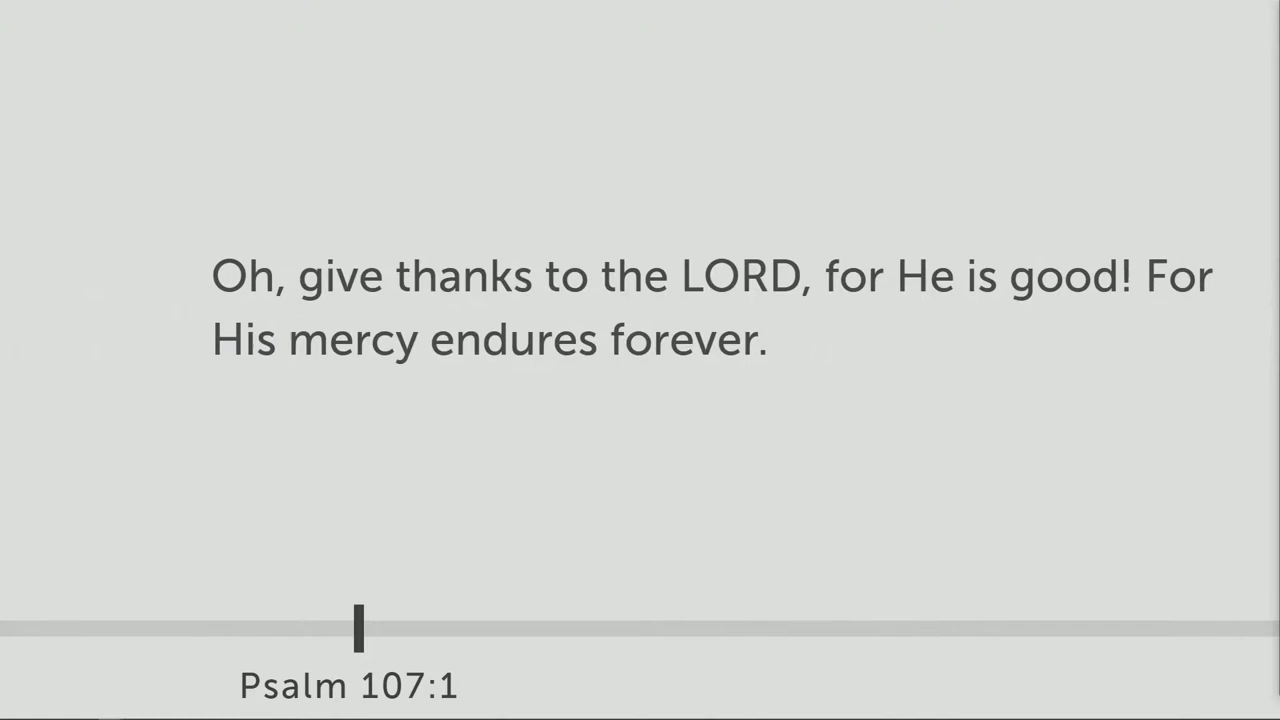 Oh, give thanks to the LORD, for He is good! For
His mercy endures forever.
Psalm 107:1